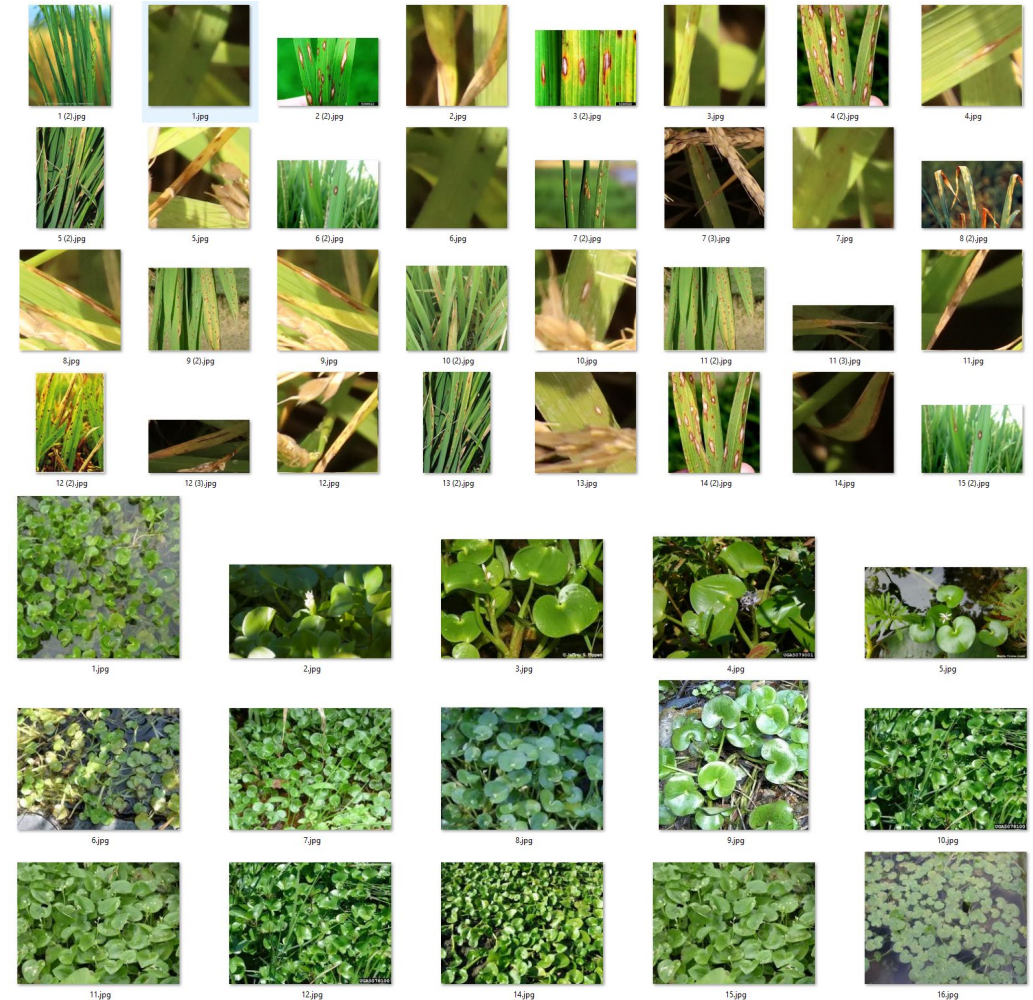 1 (2).jpg 1.jpg 2 (2).jpg 2.jpg 3 (2).jpg 3.jpg 4 (2).jpg 4.jpg
5 (2).jpg 5.jpg 6 (2).jpg 6.jpg 7 (2).jpg 7 (3).jpg 7.jpg 8 (2).jpg
8.jpg 9 (2).jpg 9.jpg 10 (2).jpg 10.jpg 11 (2).jpg 11 (3).jpg 11.jpg
12 (2).jpg 12 (3).jpg 12.jpg 13 (2).jpg 13.jpg 14 (2).jpg 14.jpg 15 (2).jpg
1.jpg 2.jpg 3.jpg 4.jpg 5.jpg
6.jpg 7.jpg 8.jpg 9.jpg 10.jpg
11.jpg 12.jpg 14.jpg 15.jpg 16.jpg